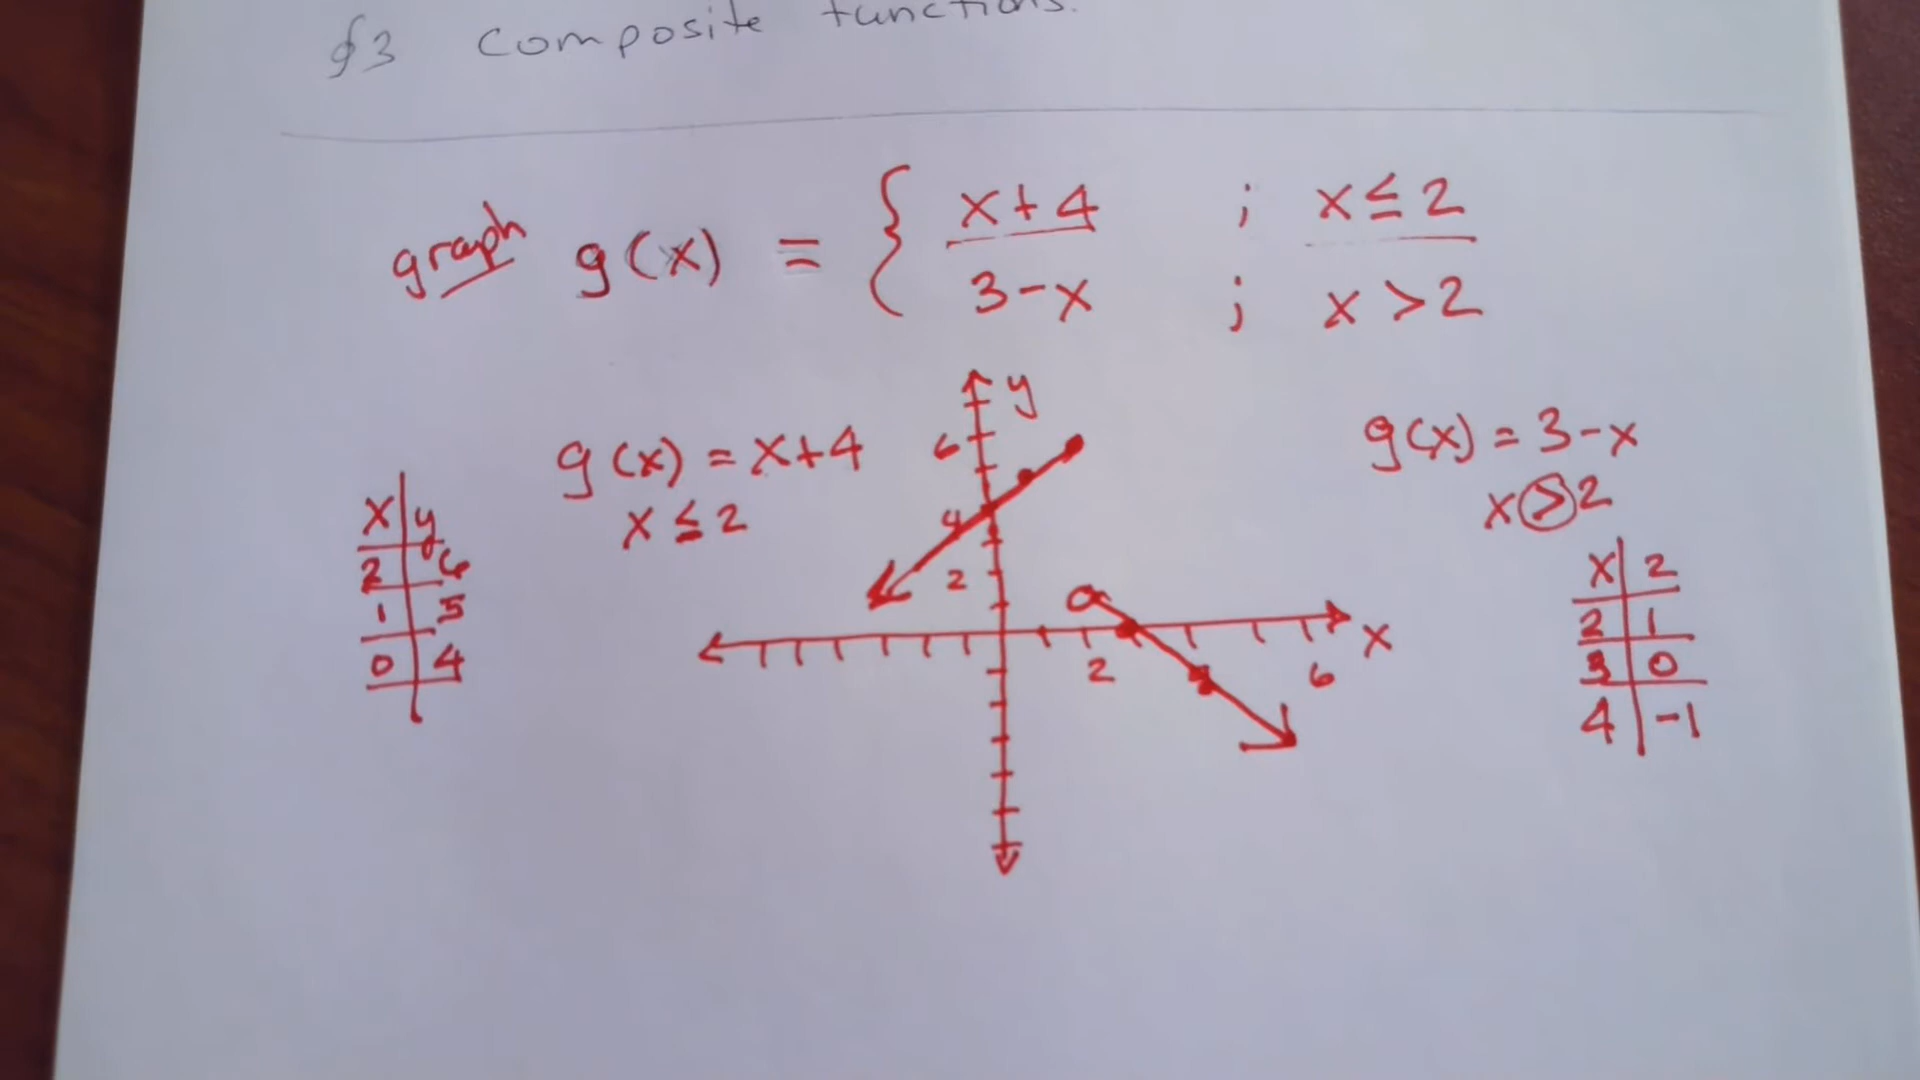 §3 Composite functions.
graph g(x) = { x+4 ; x≤2
3-x ; x>2
g(x) = x+4
x ≤ 2
x y
2 6
1 5
0 4
y
6
4
2
2
6
x
g(x) = 3-x
x>2
x 2
2 1
3 0
4 -1